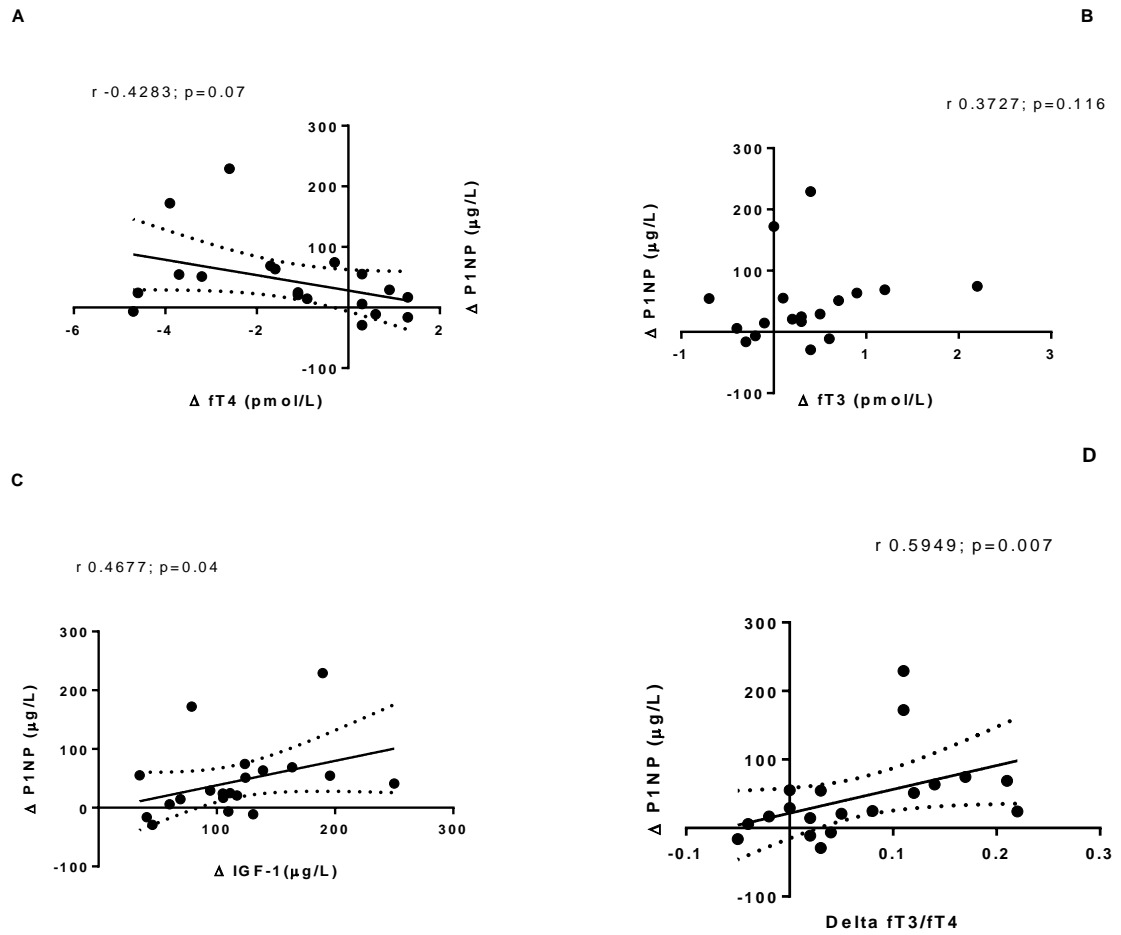 A
B
r -0.4283; p=0.07
r 0.3727; p=0.116
300
200
100
-100
-6
-4
-2
2
Δ P1NP (µg/L)
Δ fT4 (pmol/L)
300
200
100
-100
-1
1
2
3
Δ P1NP (µg/L)
Δ fT3 (pmol/L)
C
D
r 0.4677; p=0.04
r 0.5949; p=0.007
300
200
100
0
-100
100
200
300
Δ P1NP (µg/L)
Δ IGF-1(µg/L)
300
200
100
-100
-0.1
0.1
0.2
0.3
Δ P1NP (µg/L)
Delta fT3/fT4